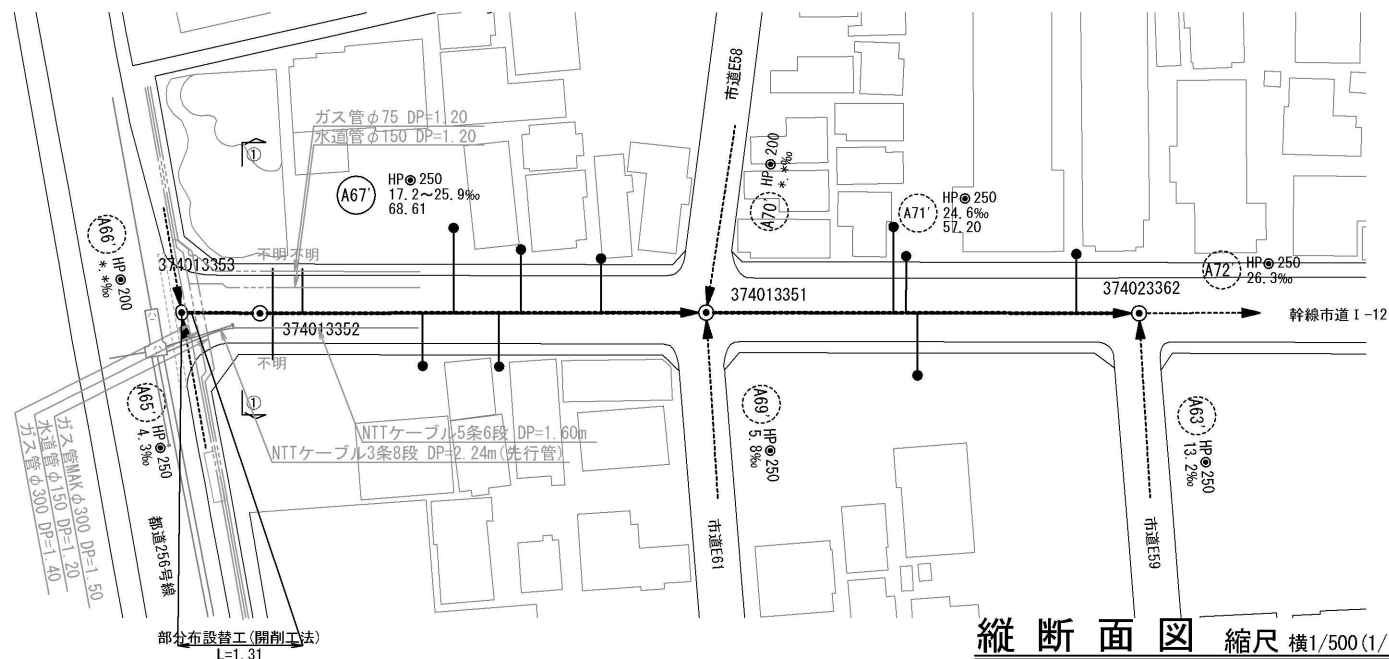 市道E58
ガス管φ75 DP=1.20
水道管φ150 DP=1.20
①
A67'
HP◉250
17.2～25.9‰
68.61
A70'
HP◉200
*.*‰
A71'
HP◉250
24.6‰
57.20
A66'
HP◉200
*.*‰
374013353
不明
不明
374013351
374023362
A72'
HP◉250
26.3‰
幹線市道Ⅰ-12
374013352
不明
A65'
HP◉250
4.3‰
①
NTTケーブル5条6段 DP=1.60m
NTTケーブル3条8段 DP=2.24m(先行管)
A69'
HP◉250
5.8‰
A63'
HP◉250
13.2‰
ガス管MAKφ300 DP=1.50
水道管φ150 DP=1.20
ガス管φ300 DP=1.40
都道256号線
市道E61
市道E59
部分布設替工(開削工法)
L=1.31
縦断面図 縮尺 横1/500(1/